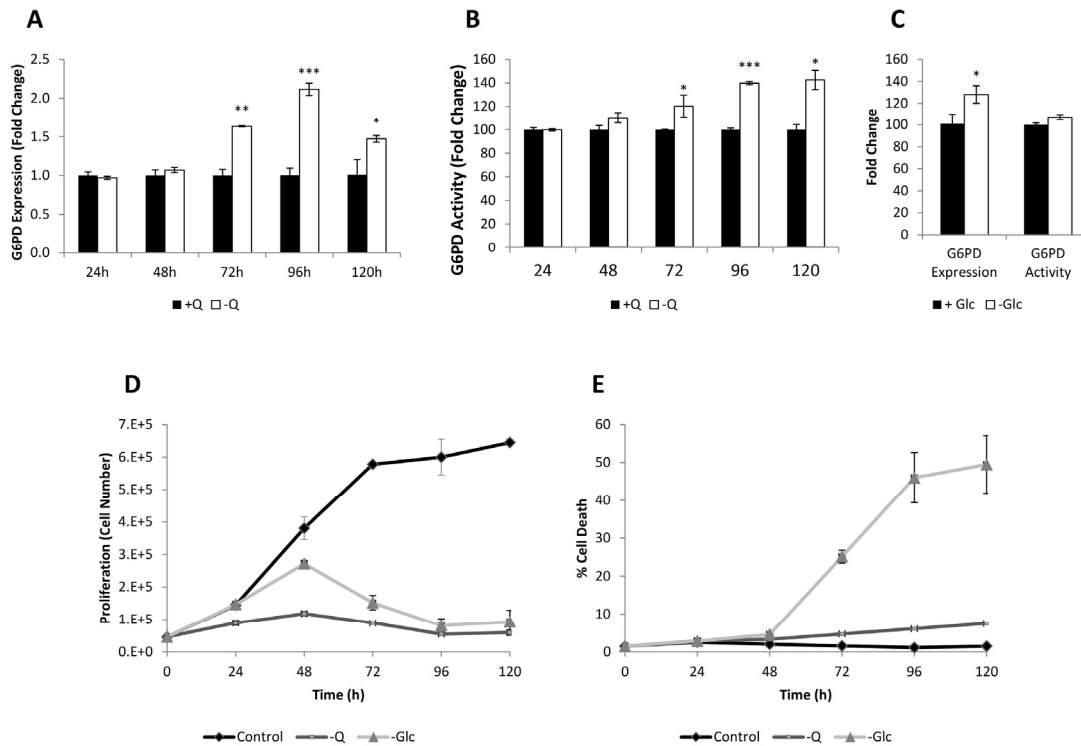 A
G6PD Expression (Fold Change)
2.5
2.0
1.5
1.0
0.5
0.0
**
***
*
24h 48h 72h 96h 120h
+Q -Q
B
G6PD Activity (Fold Change)
160
140
120
100
80
60
40
20
0
*
***
*
24 48 72 96 120
+Q -Q
C
Fold Change
160
140
120
100
80
60
40
20
0
*
G6PD G6PD
Expression Activity
+ Glc -Glc
D
Proliferation (Cell Number)
7.E+5
6.E+5
5.E+5
4.E+5
3.E+5
2.E+5
1.E+5
0.E+0
0 24 48 72 96 120
Time (h)
Control -Q -Glc
E
% Cell Death
60
50
40
30
20
10
0
0 24 48 72 96 120
Time (h)
Control -Q -Glc